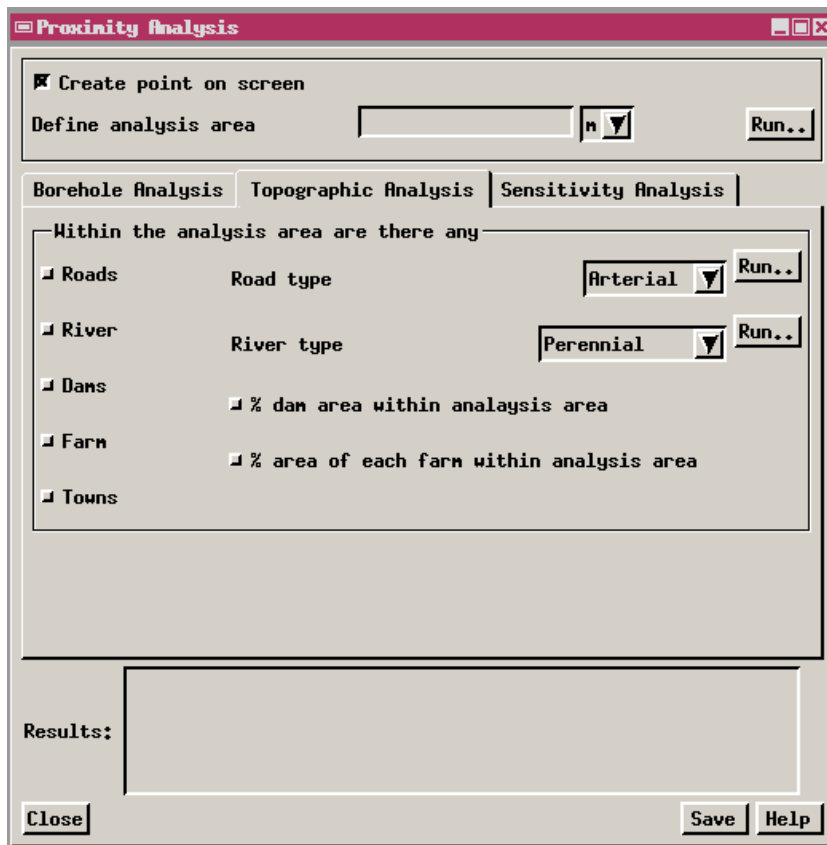 Proximity Analysis
Create point on screen
Define analysis area m Run..
Borehole Analysis Topographic Analysis Sensitivity Analysis
Within the analysis area are there any
Roads Road type Arterial Run..
River River type Perennial Run..
Dams
% dam area within analaysis area
Farm
% area of each farm within analysis area
Towns
Results:
Close Save Help